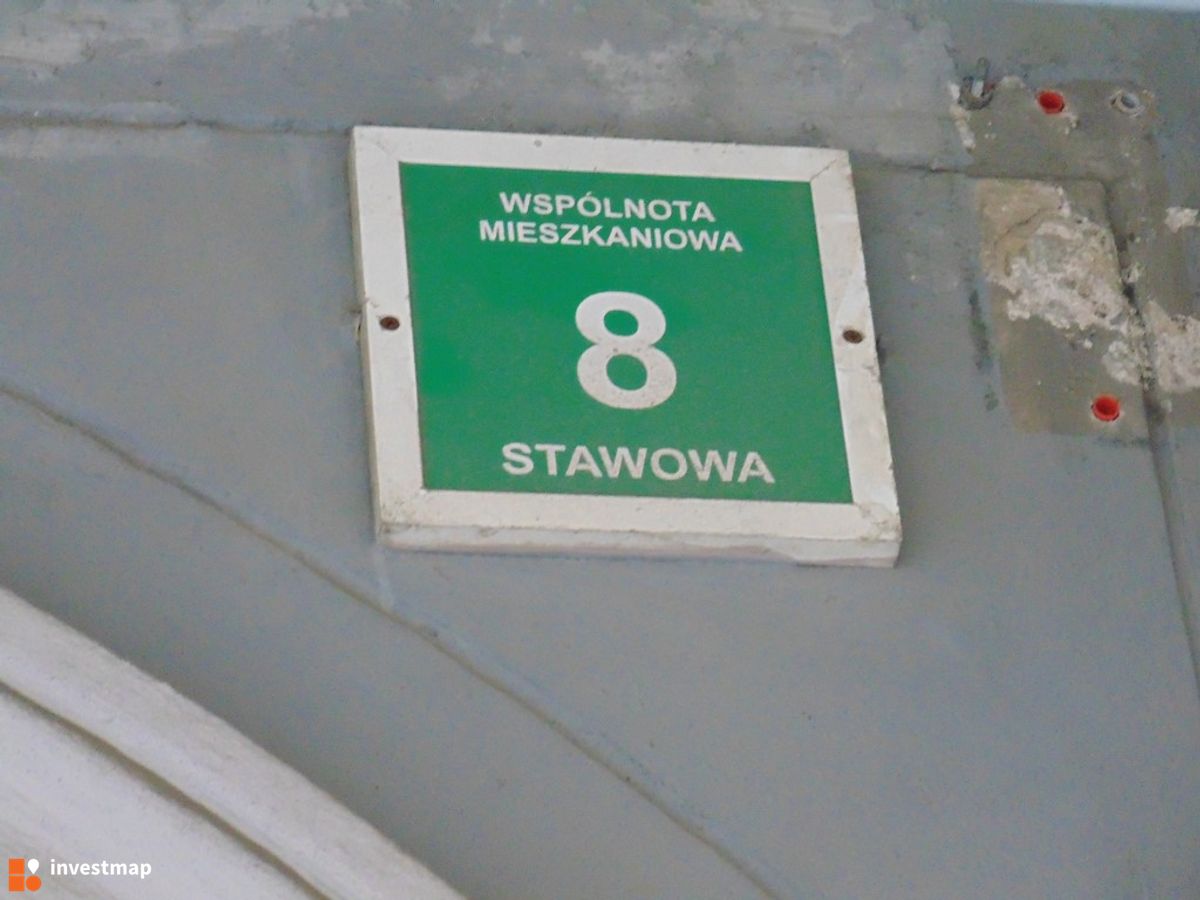 WSPÓLNOTA
MIESZKANIOWA
8
STAWOWA
investmap